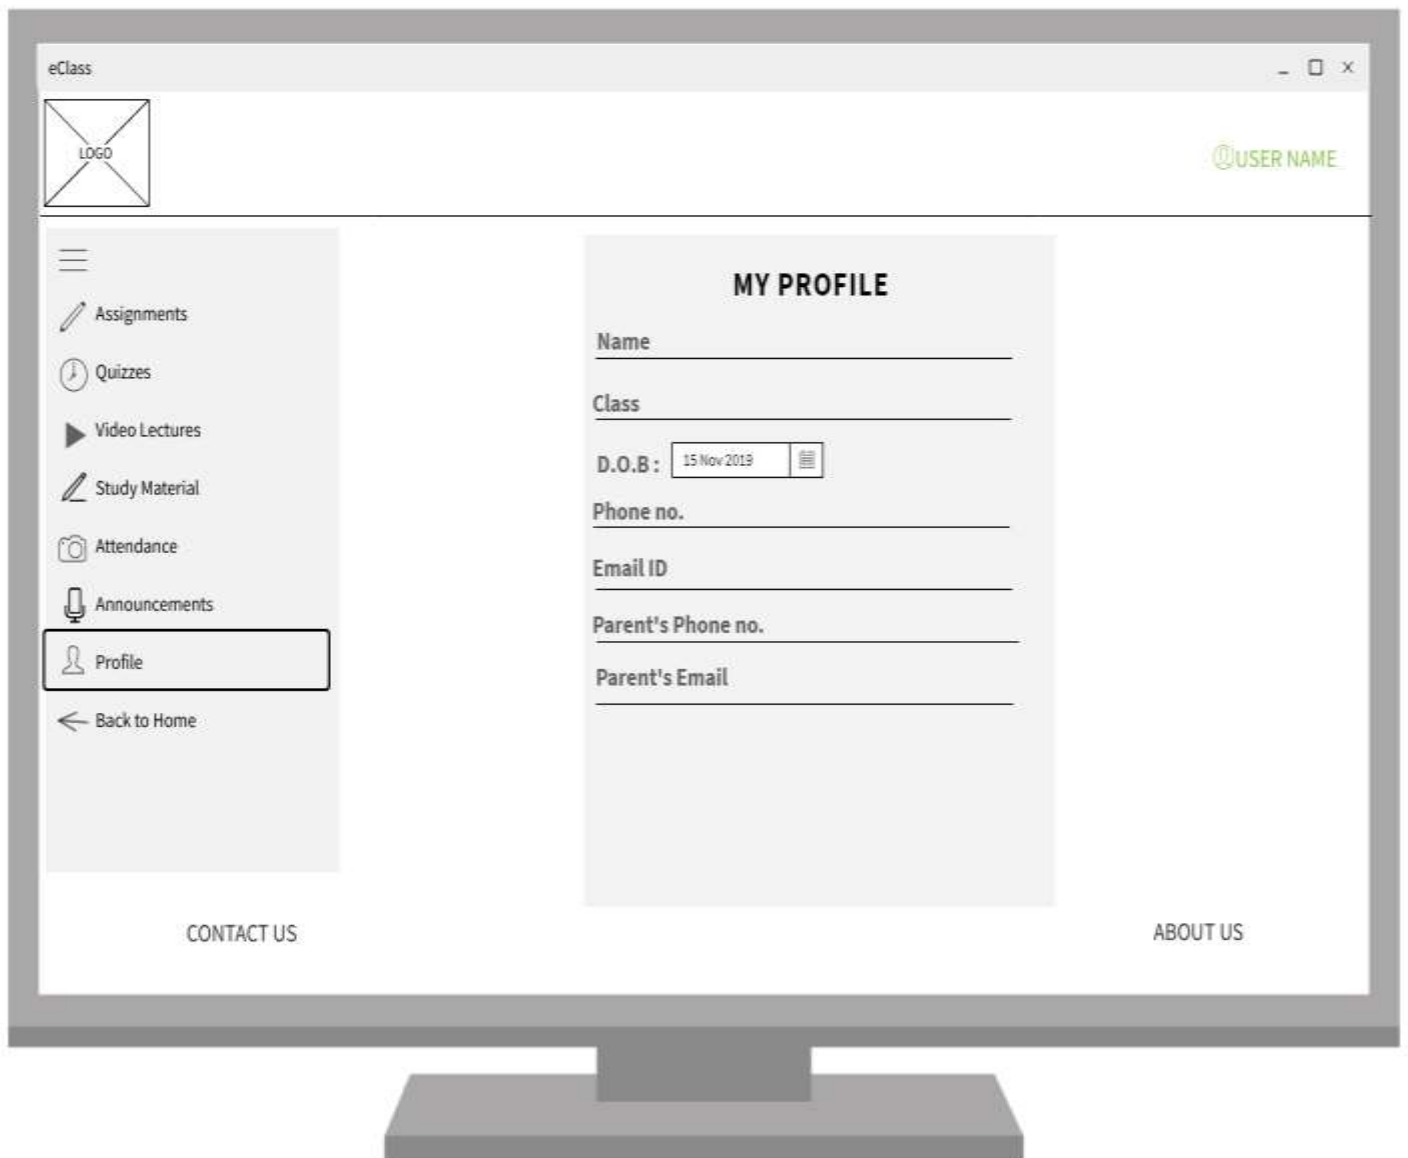 eClass
LOGO
USER NAME
Assignments
Quizzes
Video Lectures
Study Material
Attendance
Announcements
Profile
Back to Home
MY PROFILE
Name
Class
D.O.B : 15 Nov 2019
Phone no.
Email ID
Parent's Phone no.
Parent's Email
CONTACT US
ABOUT US